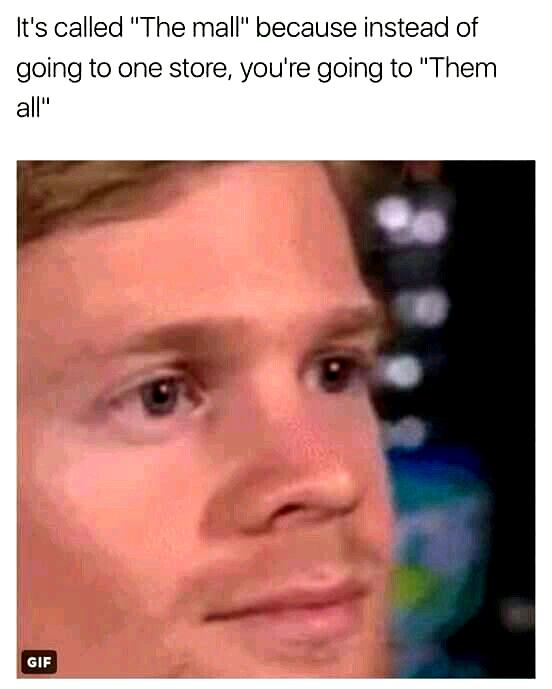 It's called "The mall" because instead of
going to one store, you're going to "Them
all"
GIF